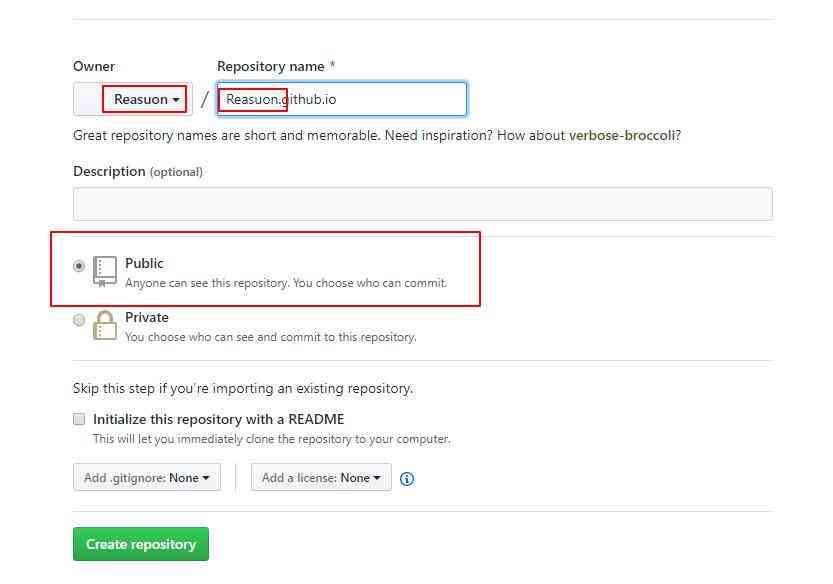 Owner Repository name *
Reasuon / Reasuon.github.io
Great repository names are short and memorable. Need inspiration? How about verbose-broccoli?
Description (optional)
Public
Anyone can see this repository. You choose who can commit.
Private
You choose who can see and commit to this repository.
Skip this step if you’re importing an existing repository.
Initialize this repository with a README
This will let you immediately clone the repository to your computer.
Add .gitignore: None Add a license: None
Create repository